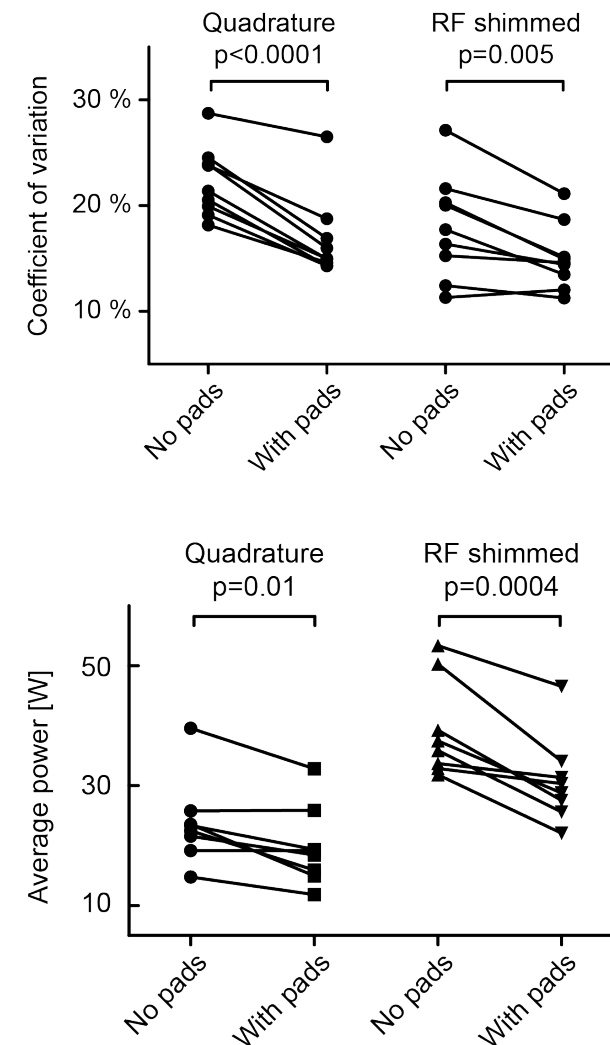 Quadrature RF shimmed
p<0.0001 p=0.005
Coefficient of variation
30 %
20 %
10 %
No pads With pads No pads With pads
Quadrature RF shimmed
p=0.01 p=0.0004
Average power [W]
50
30
10
No pads With pads No pads With pads